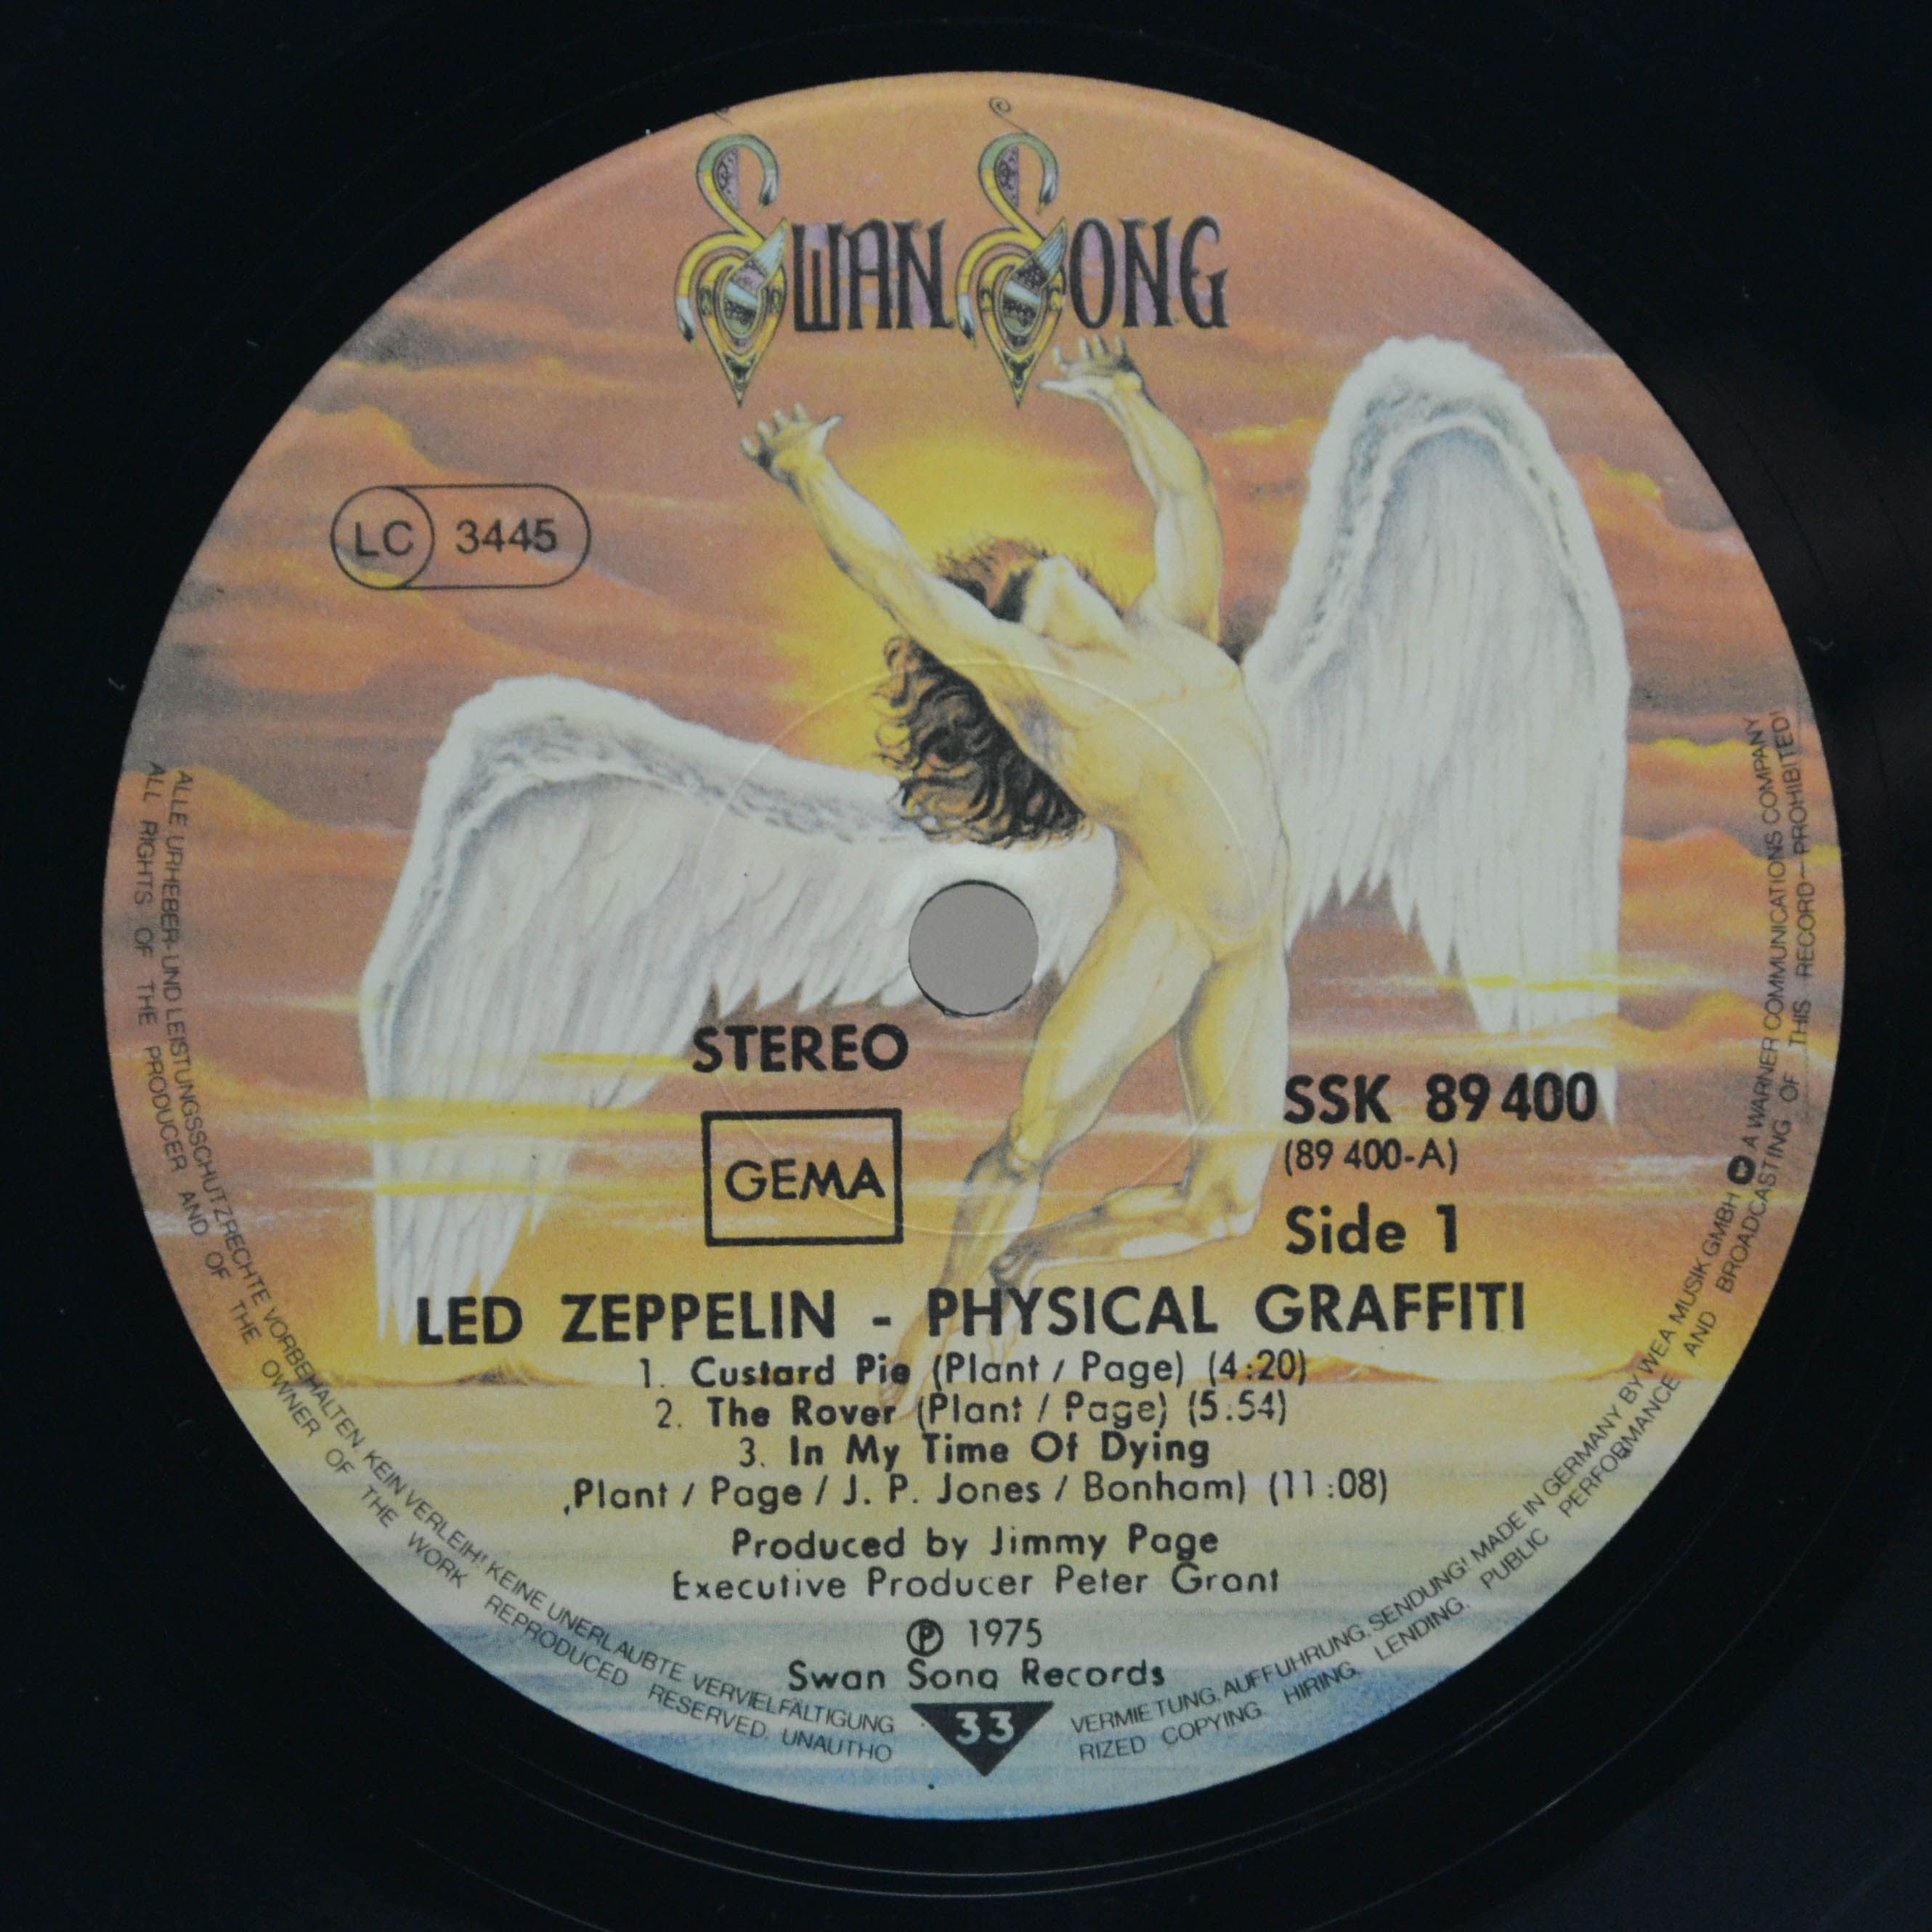 SWAN SONG
LC 3445
STEREO
GEMA
SSK 89 400
(89 400-A)
Side 1
LED ZEPPELIN - PHYSICAL GRAFFITI
1. Custard Pie (Plant / Page) (4:20)
2. The Rover (Plant / Page) (5:54)
3. In My Time Of Dying
,Plant / Page / J. P. Jones / Bonham) (11:08)
Produced by Jimmy Page
Executive Producer Peter Grant
℗ 1975
Swan Song Records
33
ALLE URHEBER- UND LEISTUNGSSCHUTZRECHTE VORBEHALTEN. KEIN VERLEIH! KEINE UNERLAUBTE VERVIELFÄLTIGUNG
VERMIETUNG, AUFFÜHRUNG, SENDUNG! MADE IN GERMANY BY WEA MUSIK GMBH A WARNER COMMUNICATIONS COMPANY
ALL RIGHTS OF THE PRODUCER AND OF THE OWNER OF THE WORK REPRODUCED RESERVED. UNAUTHO
RIZED COPYING. HIRING. LENDING. PUBLIC PERFORMANCE AND BROADCASTING OF THIS RECORD—PROHIBITED!